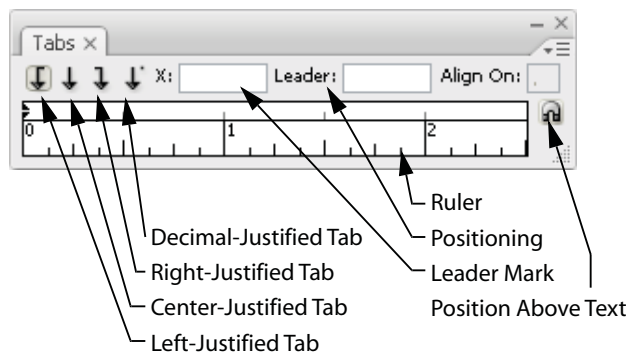 Tabs
X: Leader: Align On: .
0 1 2
Ruler
Decimal-Justified Tab Positioning
Right-Justified Tab Leader Mark
Center-Justified Tab Position Above Text
Left-Justified Tab